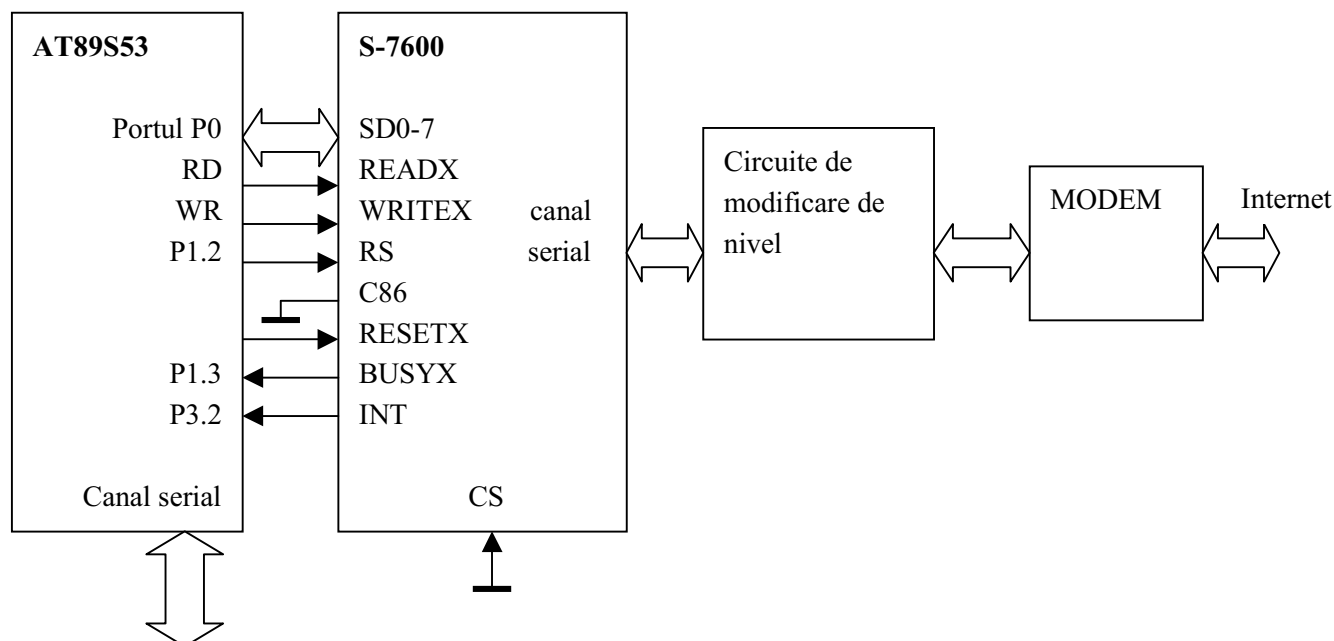 AT89S53
Portul P0
RD
WR
P1.2
P1.3
P3.2
Canal serial
S-7600
SD0-7
READX
WRITEX
RS
C86
RESETX
BUSYX
INT
canal
serial
CS
Circuite de
modificare de
nivel
MODEM
Internet